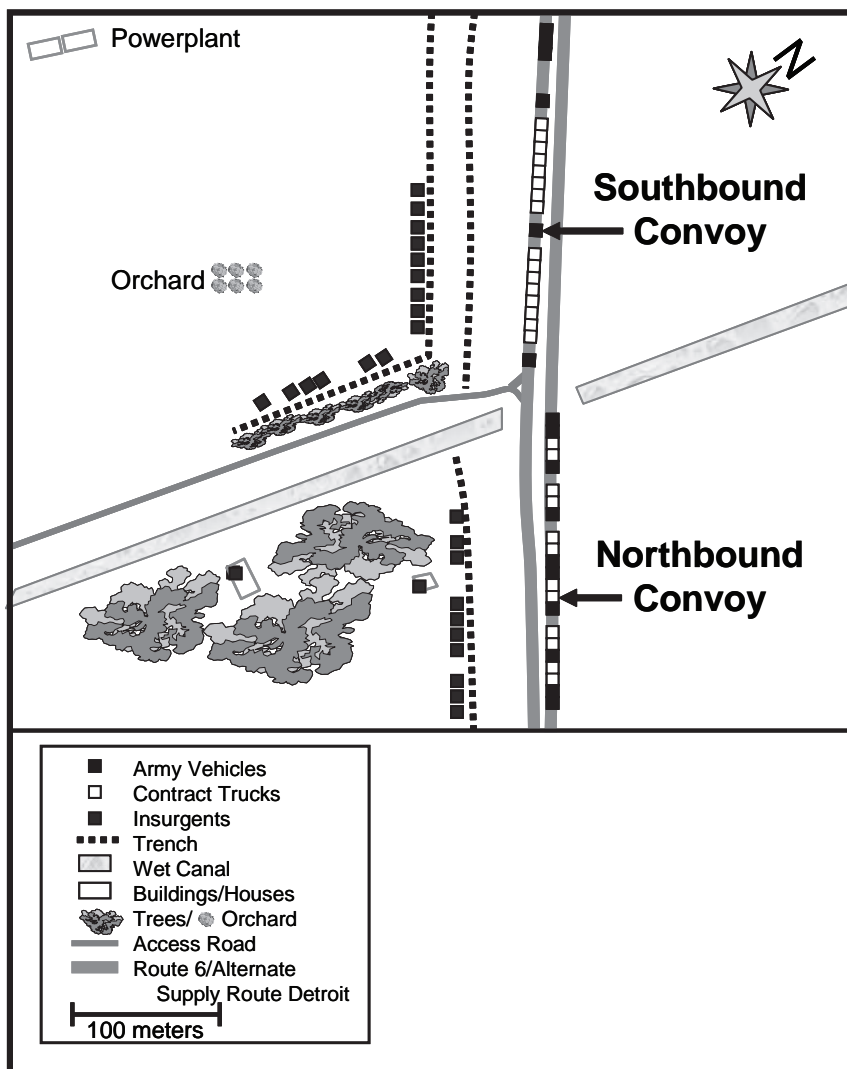 Powerplant
N
Southbound
Convoy
Orchard
Northbound
Convoy
Army Vehicles
Contract Trucks
Insurgents
Trench
Wet Canal
Buildings/Houses
Trees/ Orchard
Access Road
Route 6/Alternate
Supply Route Detroit
100 meters